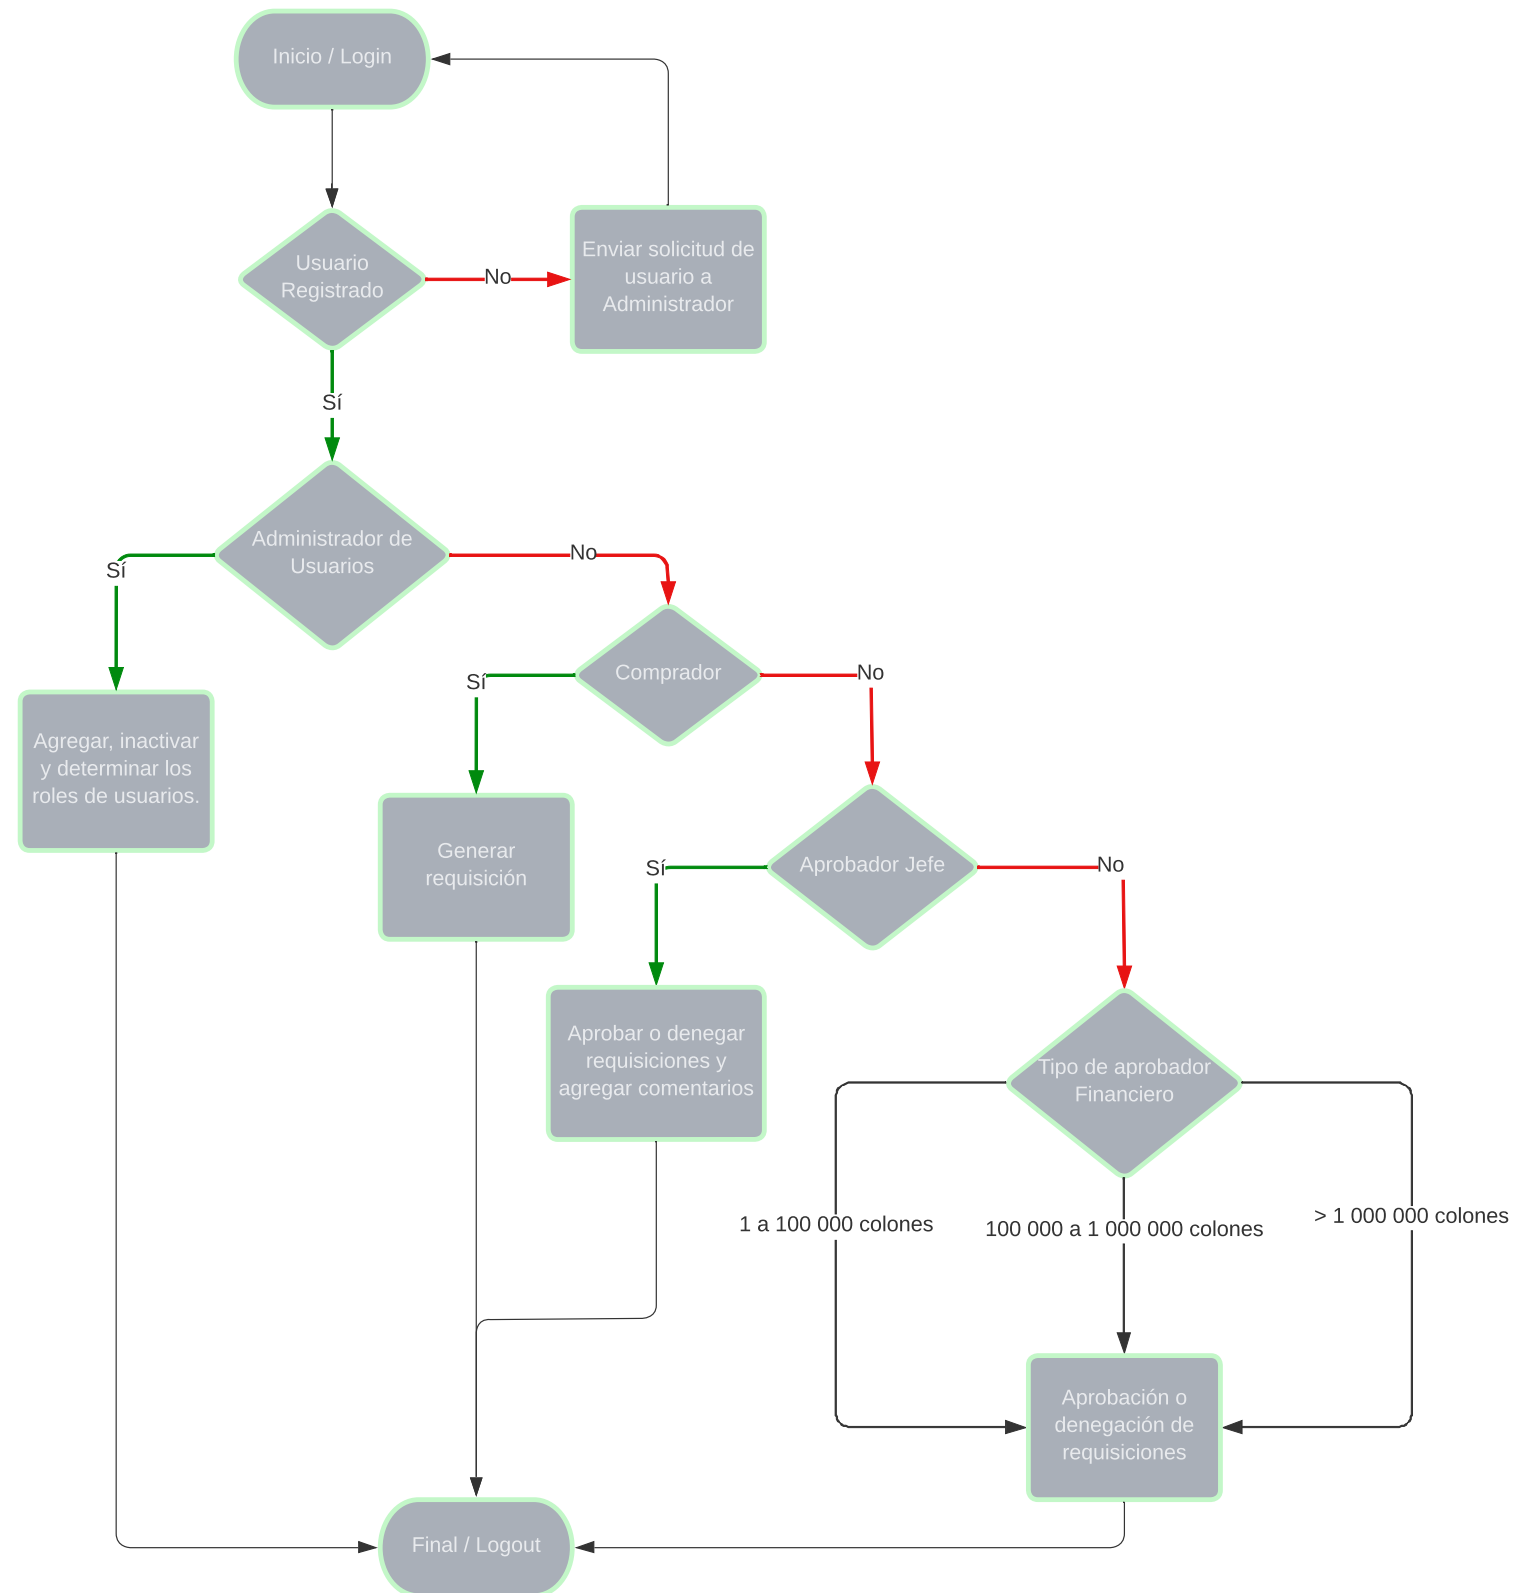 Inicio / Login
Usuario
Registrado
No
Enviar solicitud de
usuario a
Administrador
Sí
Administrador de
Usuarios
Sí
No
Comprador
Sí
No
Agregar, inactivar
y determinar los
roles de usuarios.
Generar
requisición
Aprobador Jefe
Sí
No
Aprobar o denegar
requisiciones y
agregar comentarios
Tipo de aprobador
Financiero
1 a 100 000 colones
100 000 a 1 000 000 colones
> 1 000 000 colones
Aprobación o
denegación de
requisiciones
Final / Logout